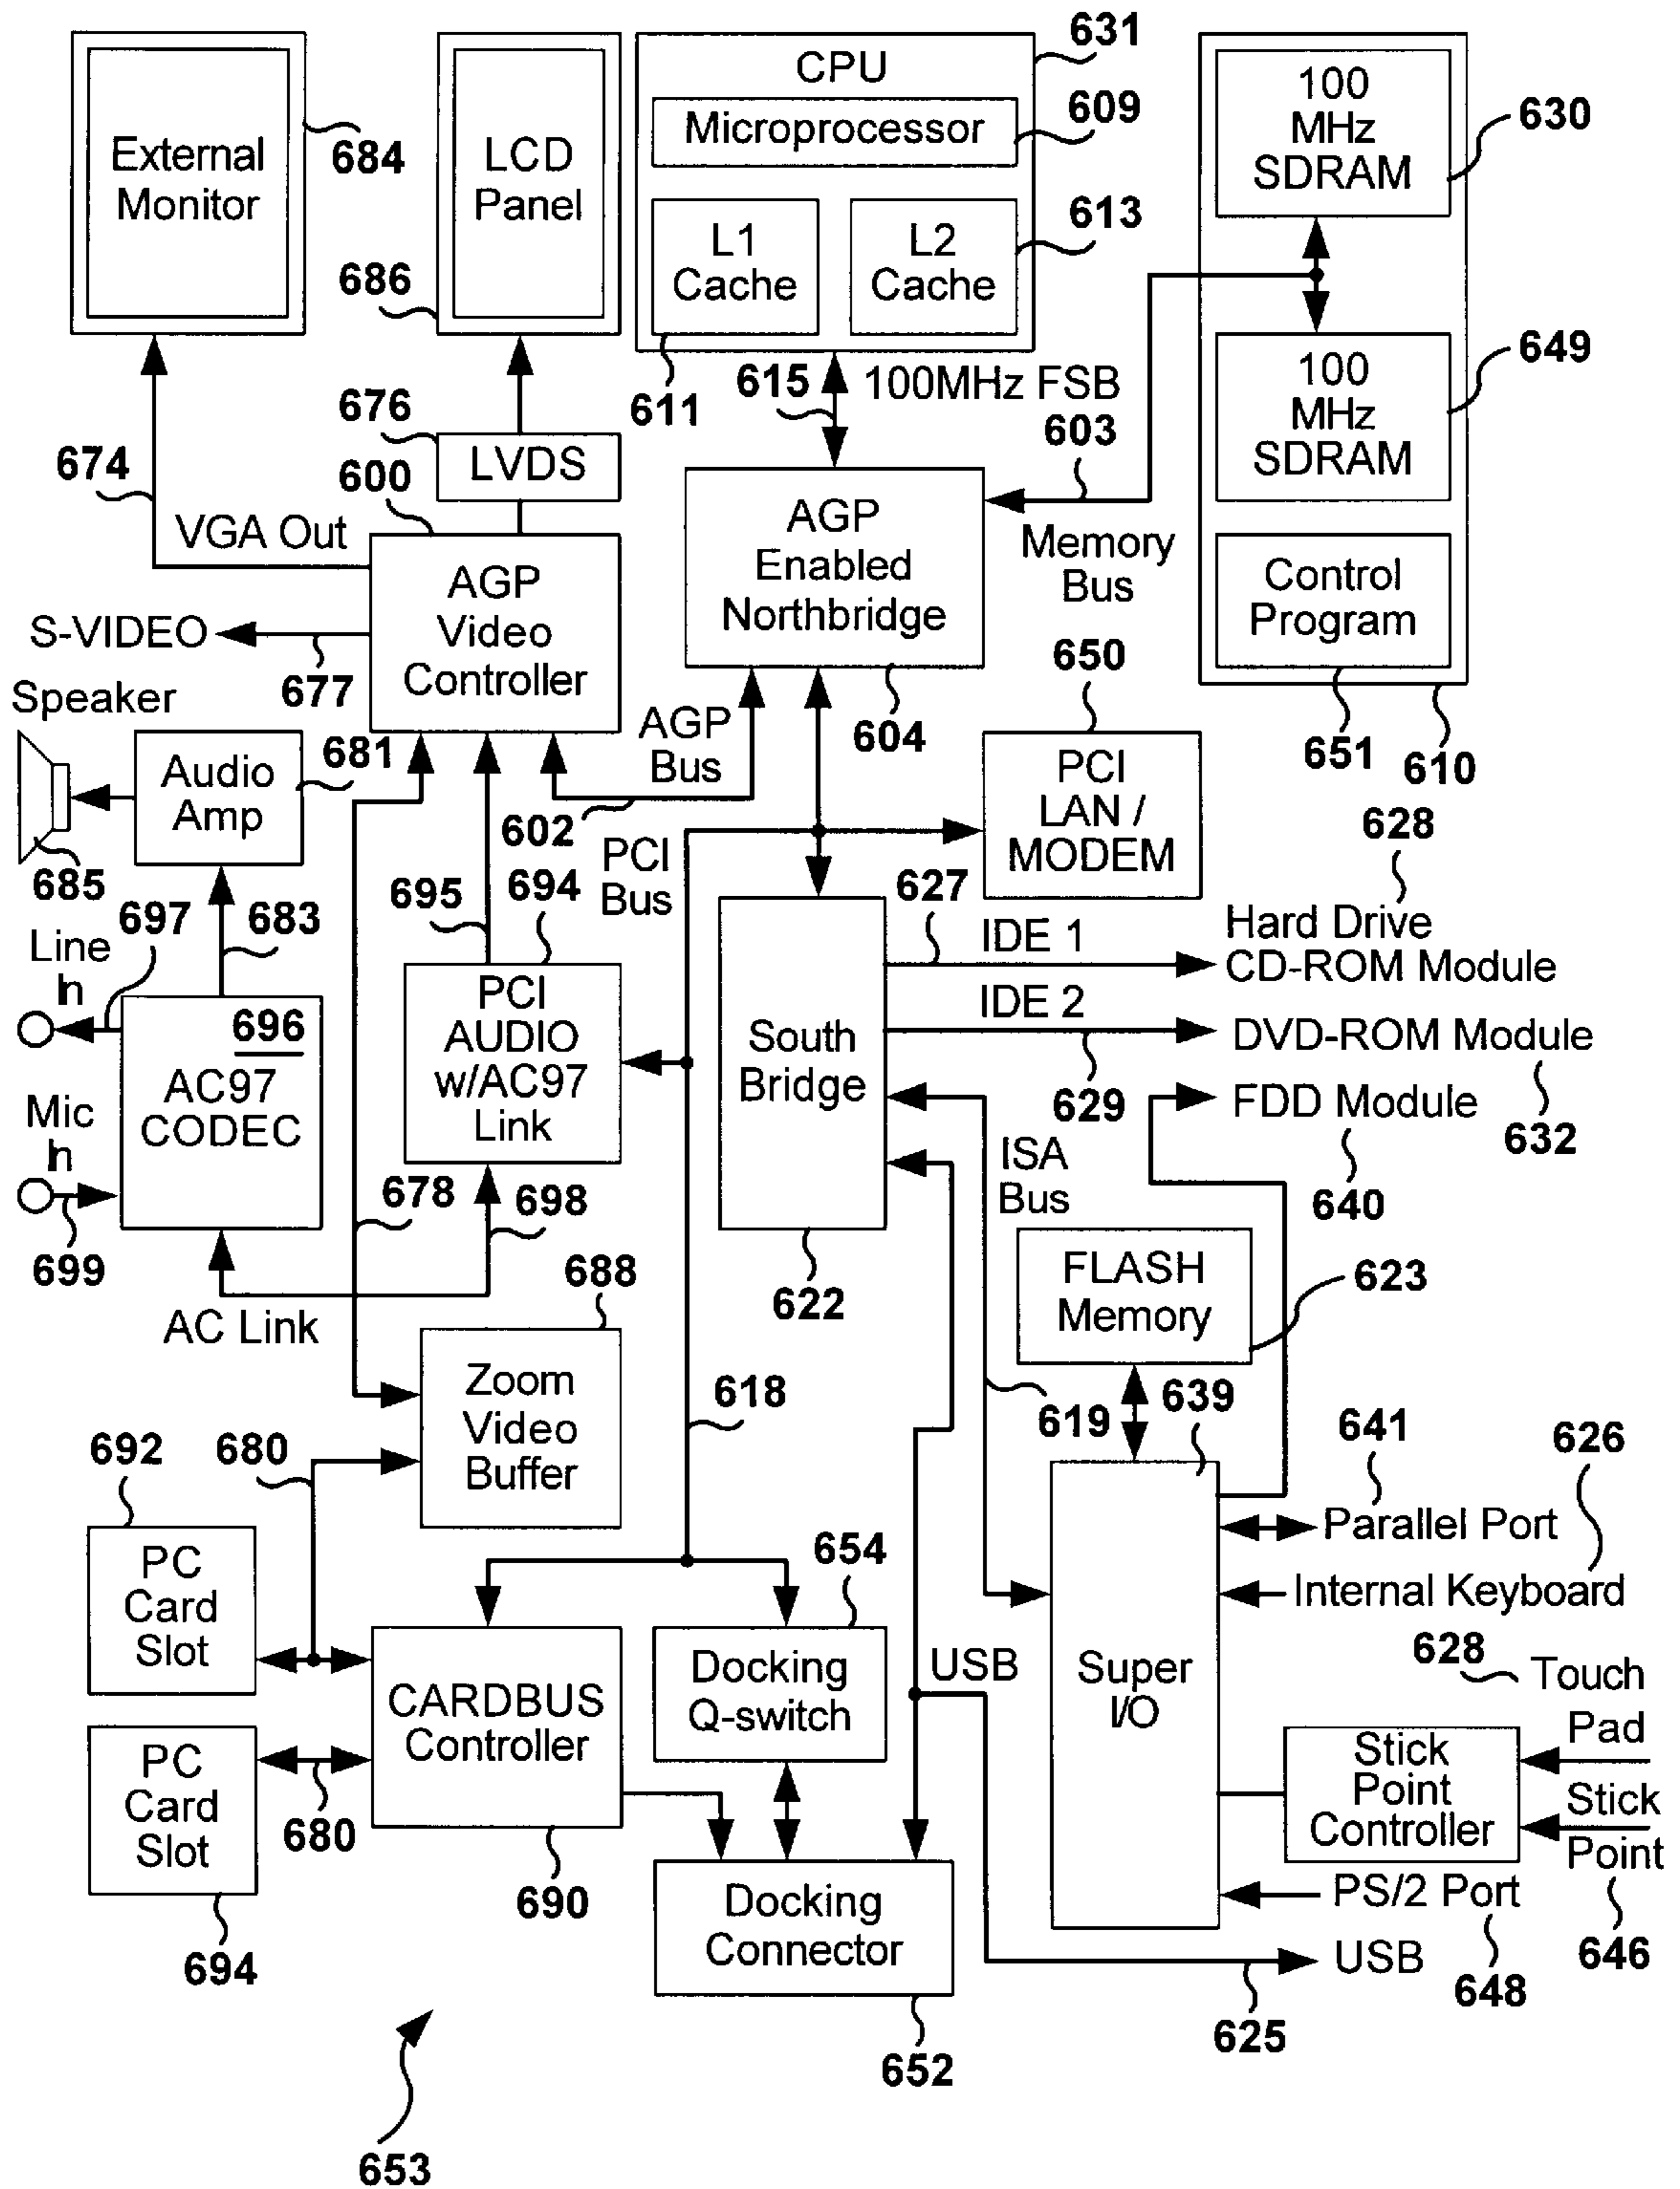 External
Monitor
684
LCD
Panel
686
CPU
631
Microprocessor
609
L1
Cache
611
L2
Cache
613
100
MHz
SDRAM
630
100
MHz
SDRAM
649
Control
Program
651
610
615
100MHz FSB
603
Memory
Bus
676
LVDS
674
600
VGA Out
AGP
Video
Controller
S-VIDEO
677
AGP
Enabled
Northbridge
604
AGP
Bus
602
650
PCI
LAN /
MODEM
Speaker
685
Audio
Amp
681
683
697
Line
In
696
AC97
CODEC
Mic
In
699
695
694
PCI
AUDIO
w/AC97
Link
PCI
Bus
678
698
AC Link
South
Bridge
622
627
IDE 1
628
Hard Drive
CD-ROM Module
IDE 2
629
DVD-ROM Module
632
FDD Module
640
ISA
Bus
FLASH
Memory
623
688
Zoom
Video
Buffer
618
619
639
692
680
PC
Card
Slot
PC
Card
Slot
694
680
CARDBUS
Controller
690
654
Docking
Q-switch
USB
Docking
Connector
652
Super
I/O
641
Parallel Port
626
Internal Keyboard
628
Touch
Pad
Stick
Point
Controller
Stick
Point
646
PS/2 Port
648
USB
625
653